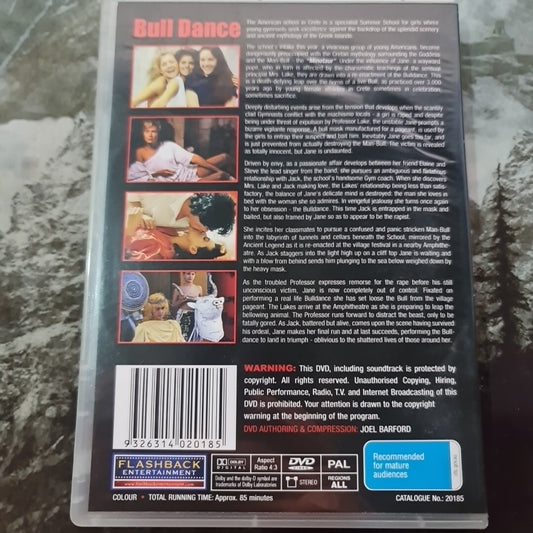 Bull Dance
The American school in Crete is a specialist Summer School for girls where
young gymnasts seek excellence against the backdrop of the splendid scenery
and ancient mythology of the Greek Islands.
The school's intake this year a vivacious group of young Americans, become
deeply preoccupied with the Cretan mythology surrounding the Goddess
and the Man-Bull - the "Minotaur". Under the influence of Jane, a wayward
pupil, who in turn is affected by the charismatic teachings of the sensual
principal Mrs. Lake, they are drawn into a re-enactment of the Bulldance. This
is a death-defying leap over the horns of a live Bull, as practiced over 3,000
years ago by young female athletes in Crete sometimes in celebration,
sometimes sacrifice.
Deeply disturbing events arise from the tension that develops when the scantily
clad Gymnasts conflict with the machismo locals - a girl is raped and despite
being under threat of expulsion by Professor Lake, the unstable Jane prompts a
bizarre vigilante response. A bull mask manufactured for a pageant, is used by the
girls to entrap their suspect and bait him. Inevitably Jane goes too far, and
is just prevented from actually destroying the Man-Bull. The victim is revealed
as totally innocent, but Jane is undaunted.
Driven by envy, as a passionate affair develops between her friend Elaine and
Steve the lead singer from the band, she pursues an ambiguous and flirtatious
relationship with Jack, the school's handsome Gym coach. When she discovers
Mrs. Lake and Jack making love, the Lakes' relationship being less than satis-
factory, the balance of Jane's delicate mind is destroyed: the man she loves in
bed with the woman she so admires. In vengeful jealousy she turns once again
to her obsession - the Bulldance. This time Jack is entrapped in the mask and
baited, but also framed by Jane so as to appear to be the rapist.
She incites her classmates to pursue a confused and panic stricken Man-Bull
into the labyrinth of tunnels and cellars beneath the School, mirrored by the
Ancient Legend as it is re-enacted at the village festival in a nearby Amphithe-
atre. As Jack staggers into the light high up on a cliff top Jane is waiting and
with a blow from behind sends him plunging to the sea below weighed down by
the heavy mask.
As the troubled Professor expresses remorse for the rape before his still
unconscious victim, Jane is now completely out of control. Fixated on
performing a real life Bulldance she has set loose the Bull from the village
pageant. The Lakes arrive at the Amphitheatre as she is preparing to leap the
bellowing animal. The Professor runs forward to distract the beast, only to be
fatally gored. As Jack, battered but alive, comes upon the scene having survived
his ordeal, Jane makes her final run and at last succeeds, performing the Bull-
dance to land in triumph - oblivious to the shattered lives of those around her.
WARNING: This DVD, including soundtrack is protected by
copyright. All rights reserved. Unauthorised Copying, Hiring,
Public Performance, Radio, T.V. and Internet Broadcasting of this
DVD is prohibited. Your attention is drawn to the copyright
warning at the beginning of the program.
DVD AUTHORING & COMPRESSION: JOEL BARFORD
9 326314 020185
FLASHBACK
ENTERTAINMENT
www.flashbackentertainment.com
DOLBY
DIGITAL
Aspect
Ratio 4:3
DVD
VIDEO
PAL
Dolby and the dolby-D symbol are
trademarks of Dolby Laboratories
STEREO
REGIONS
ALL
Recommended
for mature
audiences
COLOUR • TOTAL RUNNING TIME: Approx. 85 minutes
CATALOGUE No.: 20185